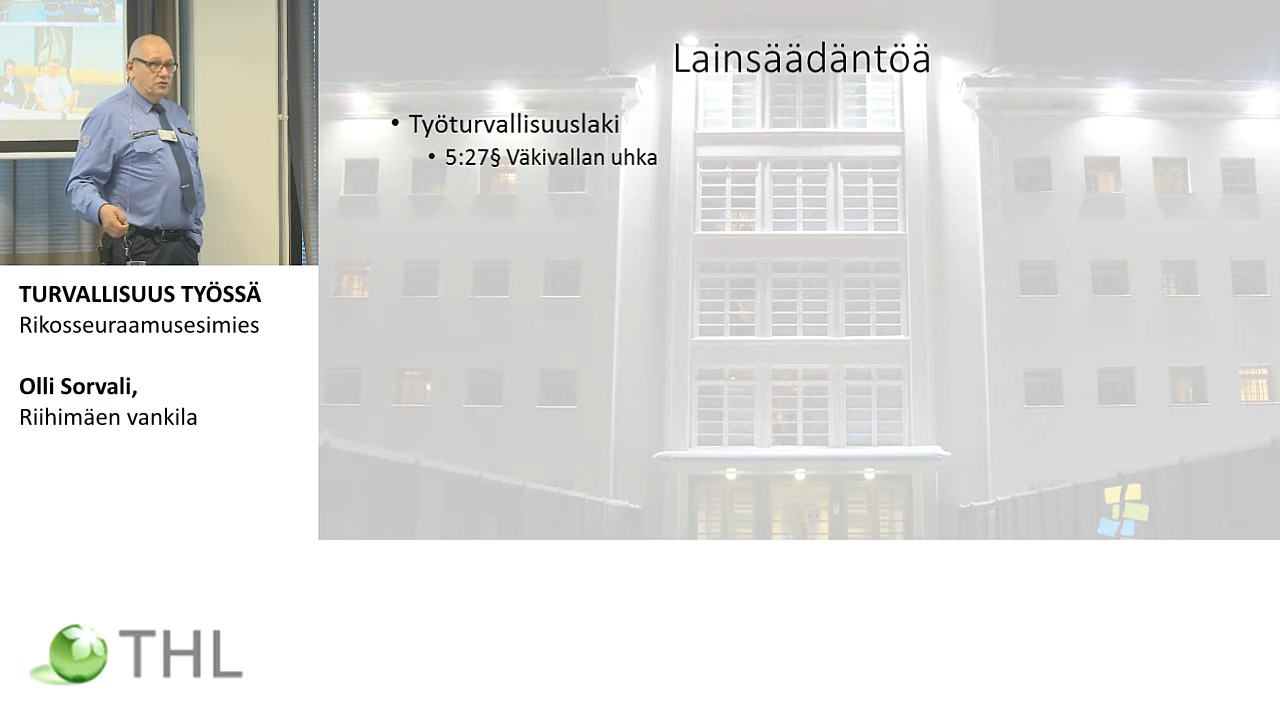 Lainsäädäntöä
• Työturvallisuuslaki
• 5:27§ Väkivallan uhka
TURVALLISUUS TYÖSSÄ
Rikosseuraamusesimies
Olli Sorvali,
Riihimäen vankila
THL